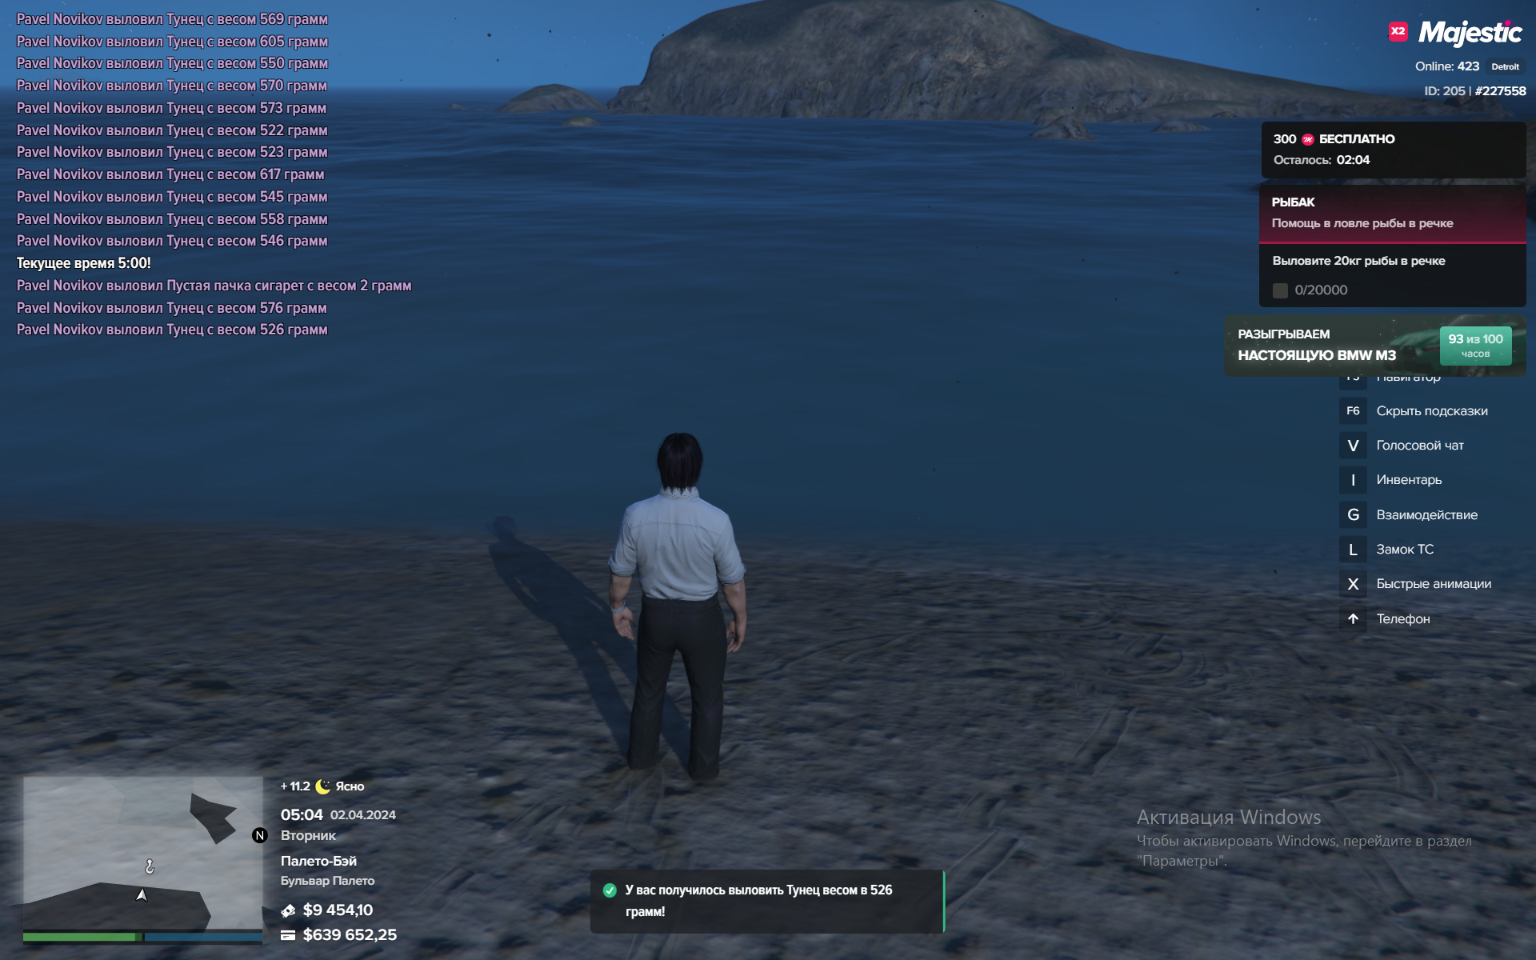 Pavel Novikov выловил Тунец с весом 569 грамм
Pavel Novikov выловил Тунец с весом 605 грамм
Pavel Novikov выловил Тунец с весом 550 грамм
Pavel Novikov выловил Тунец с весом 570 грамм
Pavel Novikov выловил Тунец с весом 573 грамм
Pavel Novikov выловил Тунец с весом 522 грамм
Pavel Novikov выловил Тунец с весом 523 грамм
Pavel Novikov выловил Тунец с весом 617 грамм
Pavel Novikov выловил Тунец с весом 545 грамм
Pavel Novikov выловил Тунец с весом 558 грамм
Pavel Novikov выловил Тунец с весом 546 грамм
Текущее время 5:00!
Pavel Novikov выловил Пустая пачка сигарет с весом 2 грамм
Pavel Novikov выловил Тунец с весом 576 грамм
Pavel Novikov выловил Тунец с весом 526 грамм
X2 Majestic
Online: 423 Detroit
ID: 205 | #227558
300 БЕСПЛАТНО
Осталось: 02:04
РЫБАК
Помощь в ловле рыбы в речке
Выловите 20кг рыбы в речке
0/20000
РАЗЫГРЫВАЕМ
НАСТОЯЩУЮ BMW M3
93 из 100
часов
Навигатор
F6 Скрыть подсказки
V Голосовой чат
I Инвентарь
G Взаимодействие
L Замок ТС
X Быстрые анимации
Телефон
+ 11.2 Ясно
05:04 02.04.2024
N Вторник
Палето-Бэй
Бульвар Палето
$9 454,10
$639 652,25
У вас получилось выловить Тунец весом в 526
грамм!
Активация Windows
Чтобы активировать Windows, перейдите в раздел
"Параметры".